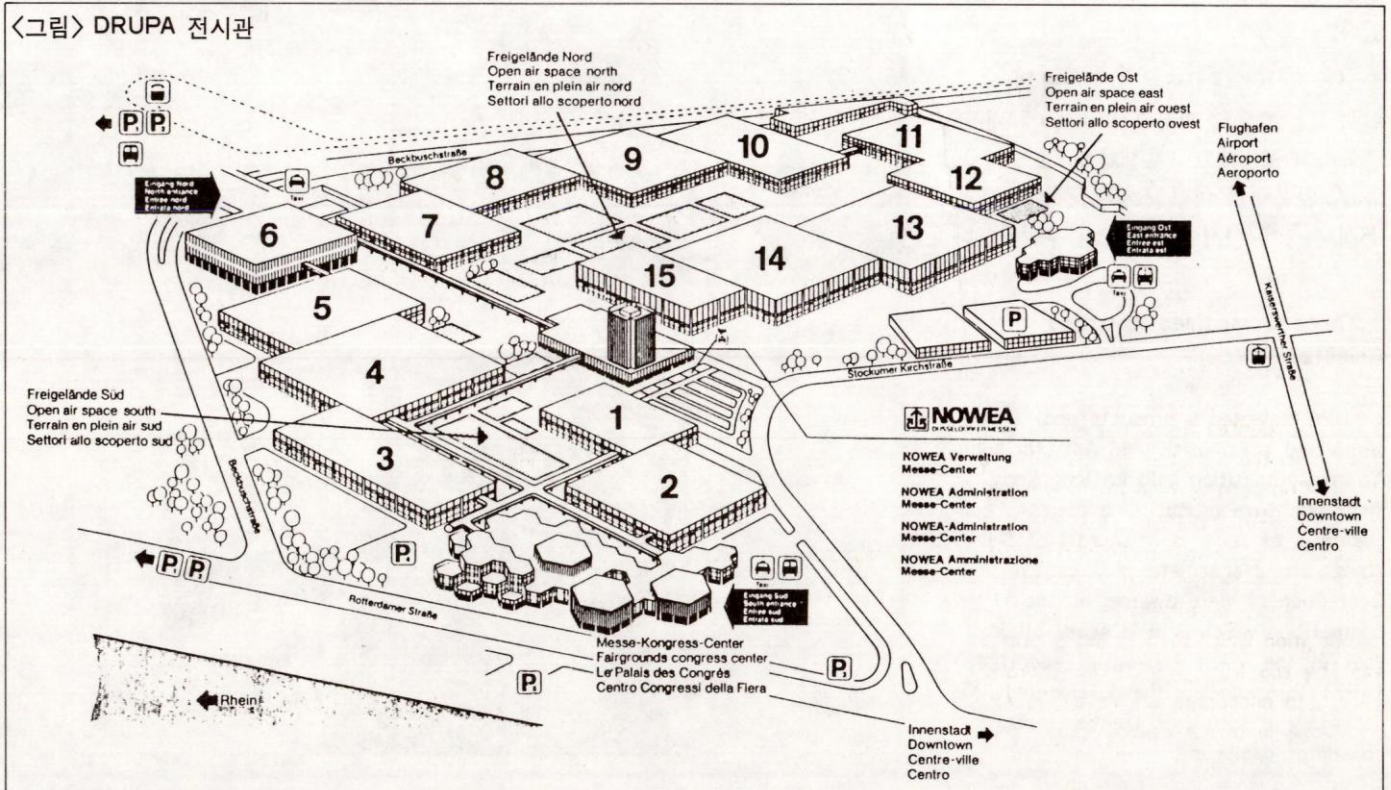 〈그림〉 DRUPA 전시관
Freigelände Nord
Open air space north
Terrain en plein air nord
Settori allo scoperto nord
Freigelände Ost
Open air space east
Terrain en plein air ouest
Settori allo scoperto ovest
Flughafen
Airport
Aéroport
Aeroporto
P P
Beckbuschstraße
Eingang Nord
North entrance
Entrée nord
Entrata nord
Taxi
6
7
8
9
10
11
12
13
14
15
5
4
3
1
2
Eingang Ost
East entrance
Entrée est
Entrata est
Taxi
P
Stockumer Kirchstraße
Kaiserswerther Straße
Freigelände Süd
Open air space south
Terrain en plein air sud
Settori allo scoperto sud
NOWEA
NOWEA Verwaltung
Messe-Center
NOWEA Administration
Messe-Center
NOWEA-Administration
Messe-Center
NOWEA Amministrazione
Messe-Center
Innenstadt
Downtown
Centre-ville
Centro
Beckbuschstraße
P P
P
Rotterdamer Straße
Taxi
Eingang Süd
South entrance
Entrée sud
Entrata sud
Messe-Kongress-Center
Fairgrounds congress center
Le Palais des Congrés
Centro Congressi della Fiera
P
P
Rhein
Innenstadt
Downtown
Centre-ville
Centro